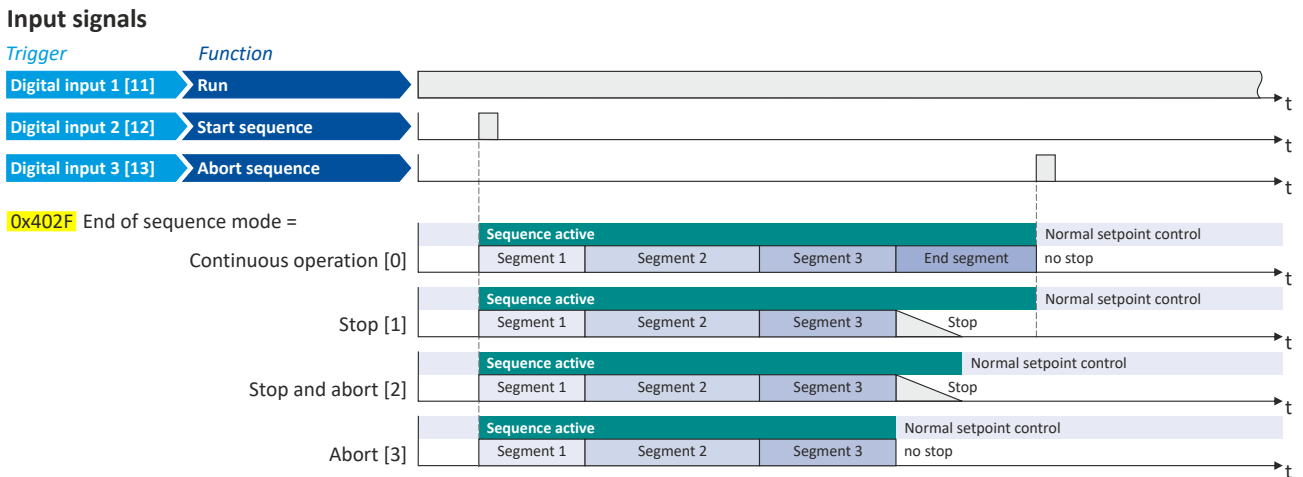 Input signals
Trigger Function
Digital input 1 [11] Run
t
Digital input 2 [12] Start sequence
t
Digital input 3 [13] Abort sequence
t
0x402F End of sequence mode =
Sequence active Normal setpoint control
Continuous operation [0] Segment 1 Segment 2 Segment 3 End segment no stop
t
Sequence active Normal setpoint control
Stop [1] Segment 1 Segment 2 Segment 3 Stop
t
Sequence active Normal setpoint control
Stop and abort [2] Segment 1 Segment 2 Segment 3 Stop
t
Sequence active Normal setpoint control
Abort [3] Segment 1 Segment 2 Segment 3 no stop
t